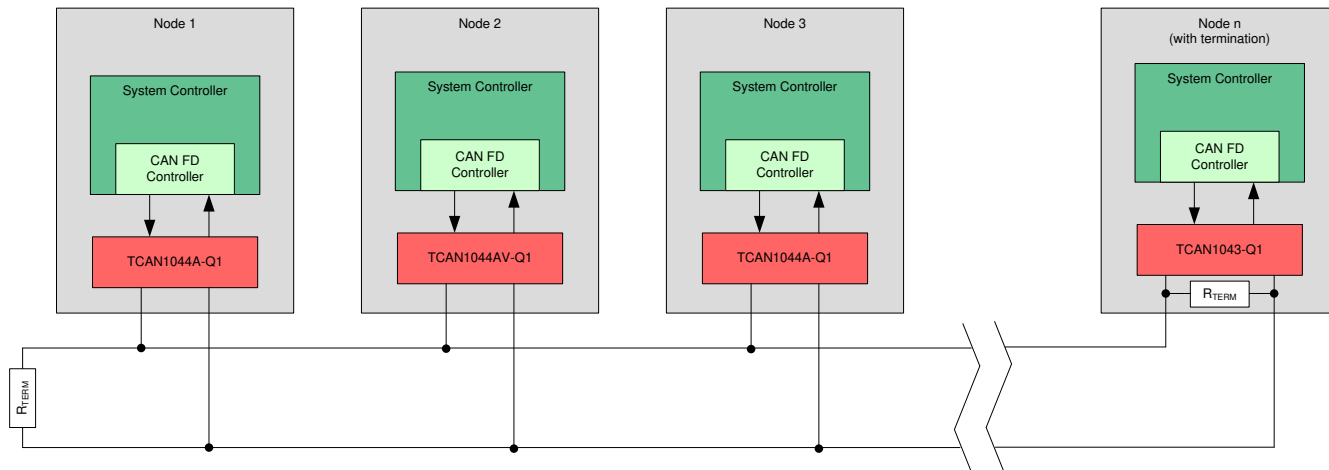 Node 1
System Controller
CAN FD
Controller
TCAN1044A-Q1
Node 2
System Controller
CAN FD
Controller
TCAN1044AV-Q1
Node 3
System Controller
CAN FD
Controller
TCAN1044A-Q1
Node n
(with termination)
System Controller
CAN FD
Controller
TCAN1043-Q1
RTERM
RTERM